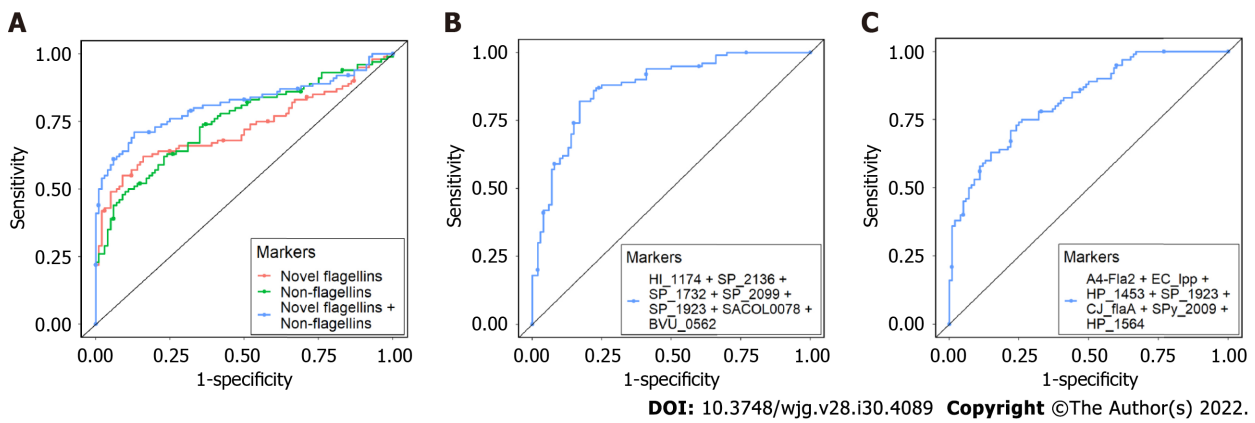 A
1.00
0.75
0.50
0.25
0.00
Sensitivity
Markers
Novel flagellins
Non-flagellins
Novel flagellins +
Non-flagellins
0.00 0.25 0.50 0.75 1.00
1-specificity
B
1.00
0.75
0.50
0.25
0.00
Sensitivity
Markers
HI_1174 + SP_2136 +
SP_1732 + SP_2099 +
SP_1923 + SACOL0078 +
BVU_0562
0.00 0.25 0.50 0.75 1.00
1-specificity
C
1.00
0.75
0.50
0.25
0.00
Sensitivity
Markers
A4-Fla2 + EC_lpp +
HP_1453 + SP_1923 +
CJ_flaA + SPy_2009 +
HP_1564
0.00 0.25 0.50 0.75 1.00
1-specificity
DOI: 10.3748/wjg.v28.i30.4089 Copyright ©The Author(s) 2022.